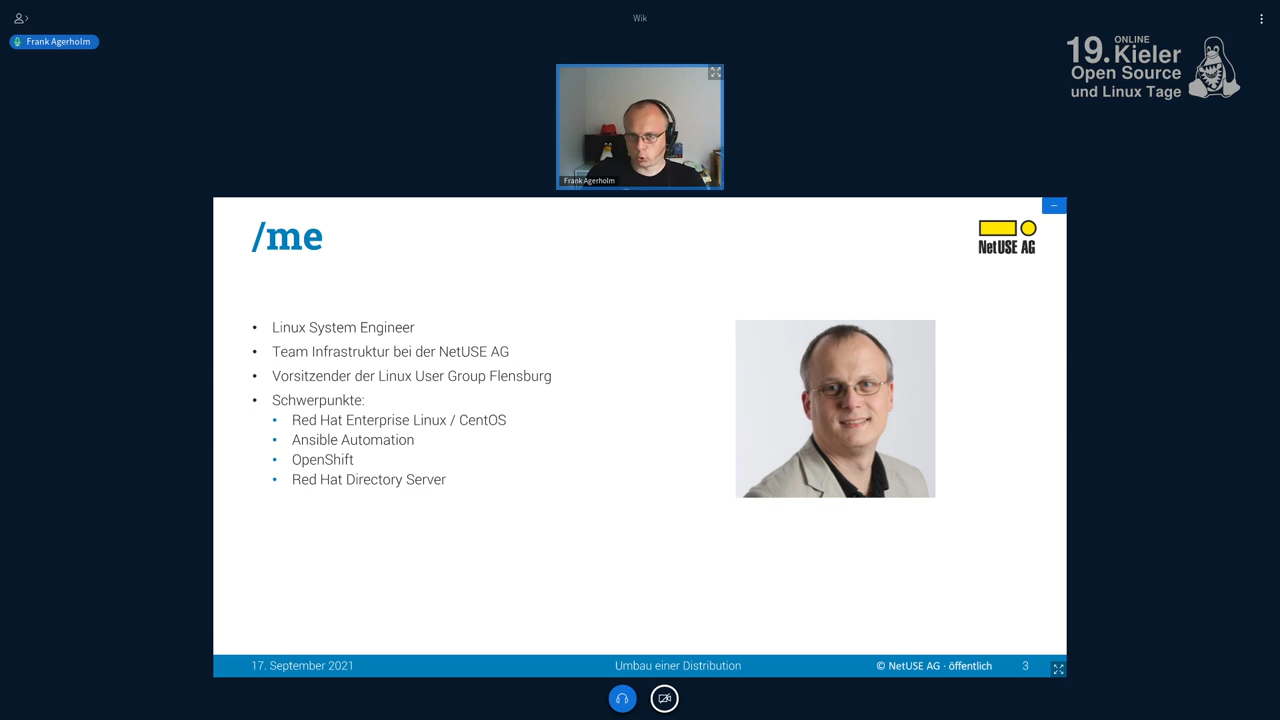 Wik
Frank Agerholm
ONLINE
19. Kieler
Open Source
und Linux Tage
Frank Agerholm
/me
NetUSE AG
• Linux System Engineer
• Team Infrastruktur bei der NetUSE AG
• Vorsitzender der Linux User Group Flensburg
• Schwerpunkte:
• Red Hat Enterprise Linux / CentOS
• Ansible Automation
• OpenShift
• Red Hat Directory Server
17. September 2021
Umbau einer Distribution
© NetUSE AG · öffentlich
3